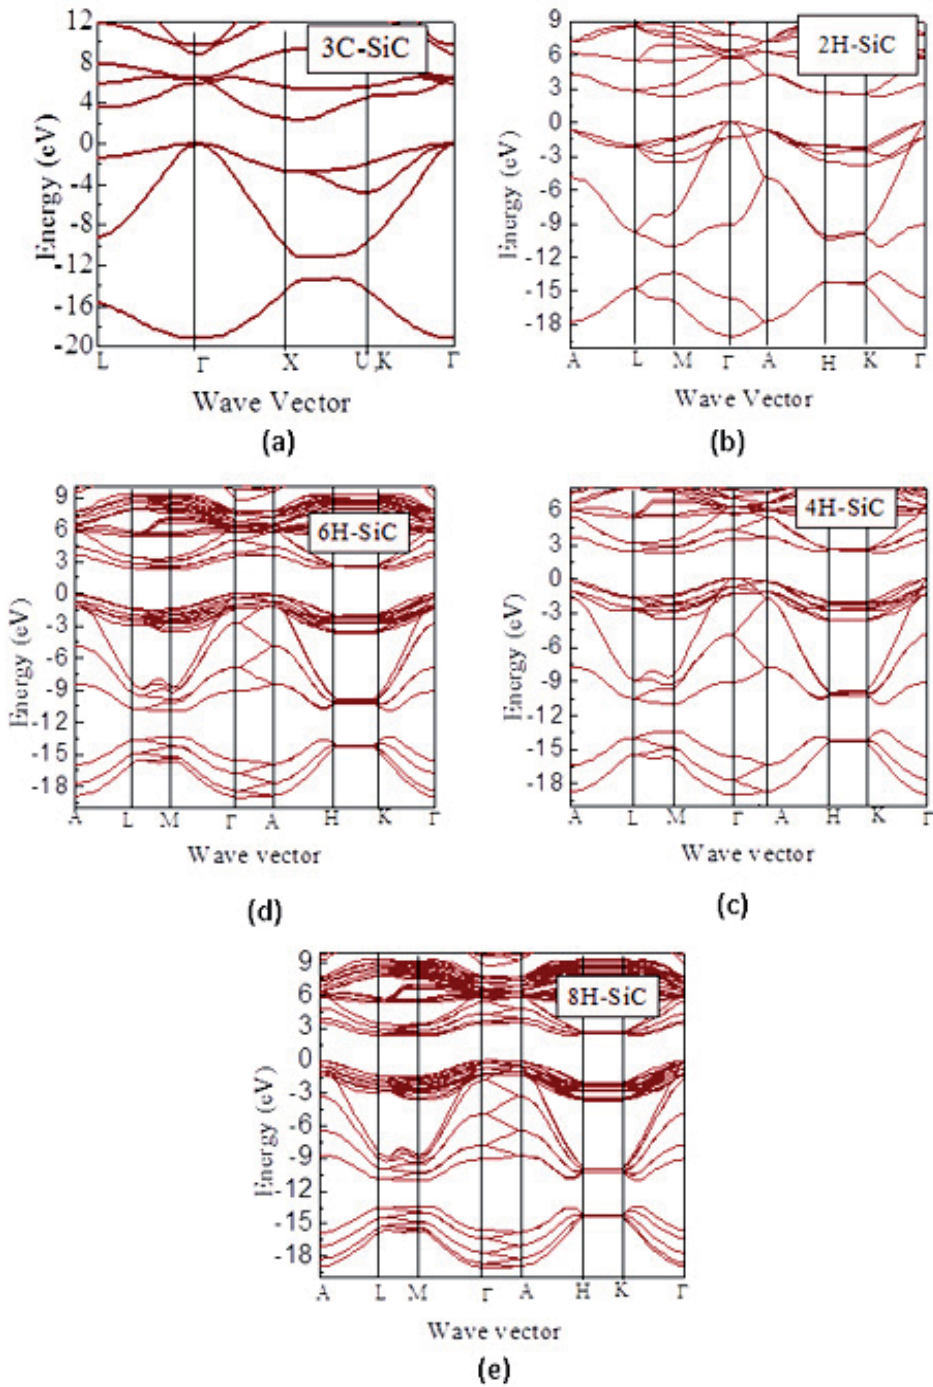 3C-SiC
Energy (eV)
12
8
4
0
-4
-8
-12
-16
-20
L Γ X U,K Γ
Wave Vector
(a)
2H-SiC
Energy (eV)
9
6
3
0
-3
-6
-9
-12
-15
-18
A L M Γ A H K Γ
Wave Vector
(b)
6H-SiC
Energy (eV)
9
6
3
0
-3
-6
-9
-12
-15
-18
A L M Γ A H K Γ
Wave vector
(d)
4H-SiC
Energy (eV)
6
3
0
-3
-6
-9
-12
-15
-18
A L M Γ A H K Γ
Wave vector
(c)
8H-SiC
Energy (eV)
9
6
3
0
-3
-6
-9
-12
-15
-18
A L M Γ A H K Γ
Wave vector
(e)